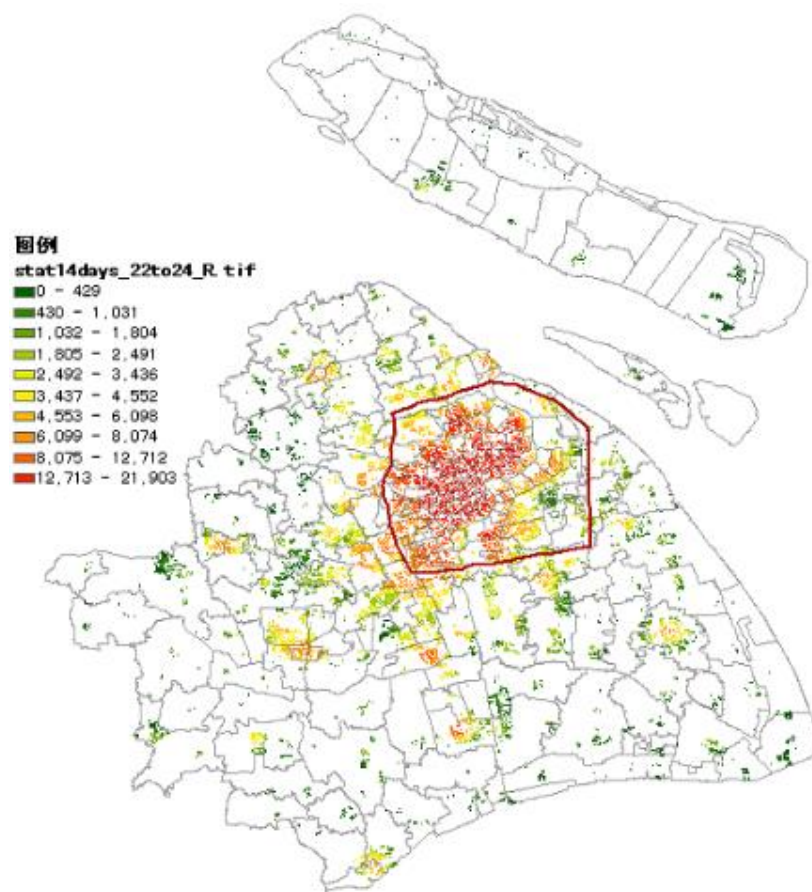 图例
stat14days_22to24_R.tif
0 - 429
430 - 1,031
1,032 - 1,804
1,805 - 2,491
2,492 - 3,436
3,437 - 4,552
4,553 - 6,098
6,099 - 8,074
8,075 - 12,712
12,713 - 21,903